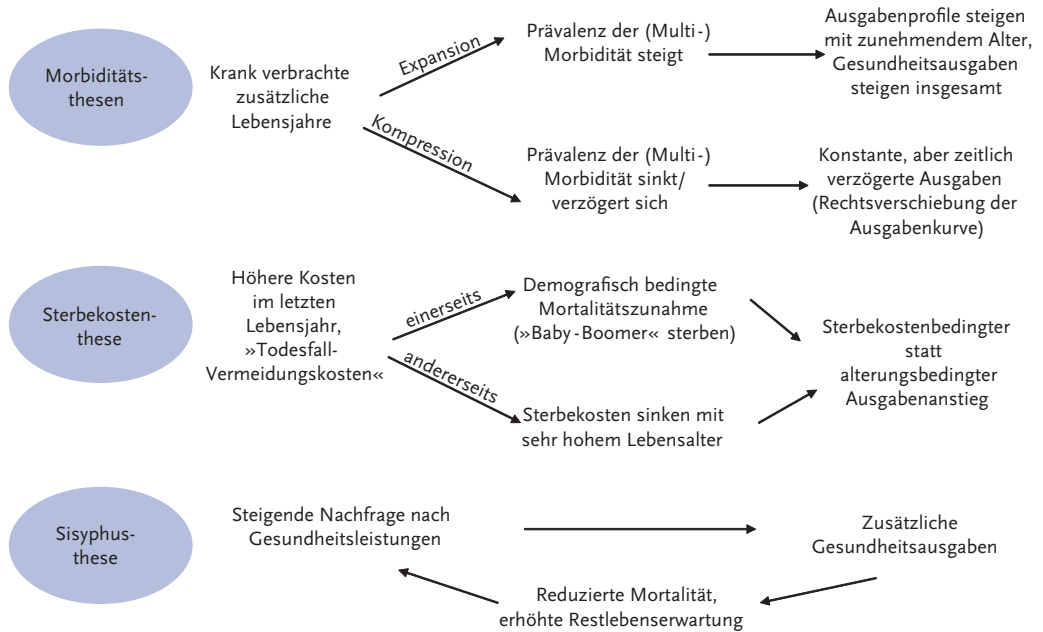 Morbiditäts-
thesen
Krank verbrachte
zusätzliche
Lebensjahre
Expansion
Prävalenz der (Multi-)
Morbidität steigt
Ausgabenprofile steigen
mit zunehmendem Alter,
Gesundheitsausgaben
steigen insgesamt
Kompression
Prävalenz der (Multi-)
Morbidität sinkt/
verzögert sich
Konstante, aber zeitlich
verzögerte Ausgaben
(Rechtsverschiebung der
Ausgabenkurve)
Sterbekosten-
these
Höhere Kosten
im letzten
Lebensjahr,
»Todesfall-
Vermeidungskosten«
einerseits
Demografisch bedingte
Mortalitätszunahme
(»Baby-Boomer« sterben)
andererseits
Sterbekosten sinken mit
sehr hohem Lebensalter
Sterbekostenbedingter
statt
alterungsbedingter
Ausgabenanstieg
Sisyphus-
these
Steigende Nachfrage nach
Gesundheitsleistungen
Zusätzliche
Gesundheitsausgaben
Reduzierte Mortalität,
erhöhte Restlebenserwartung